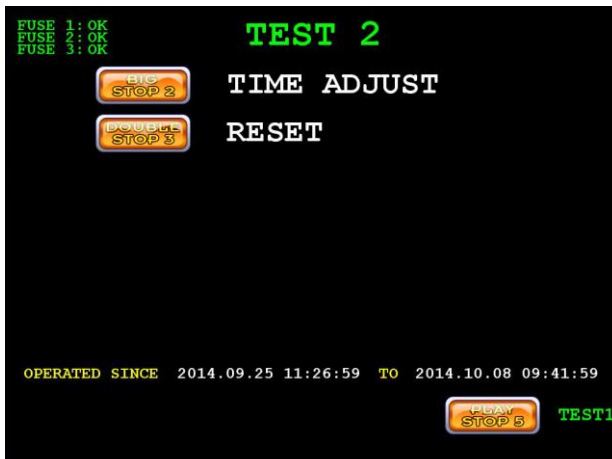 FUSE 1:OK
FUSE 2:OK
FUSE 3:OK
TEST 2
BIG
STOP 2
TIME ADJUST
DOUBLE
STOP 3
RESET
OPERATED SINCE 2014.09.25 11:26:59 TO 2014.10.08 09:41:59
PLAY
STOP 5
TEST1